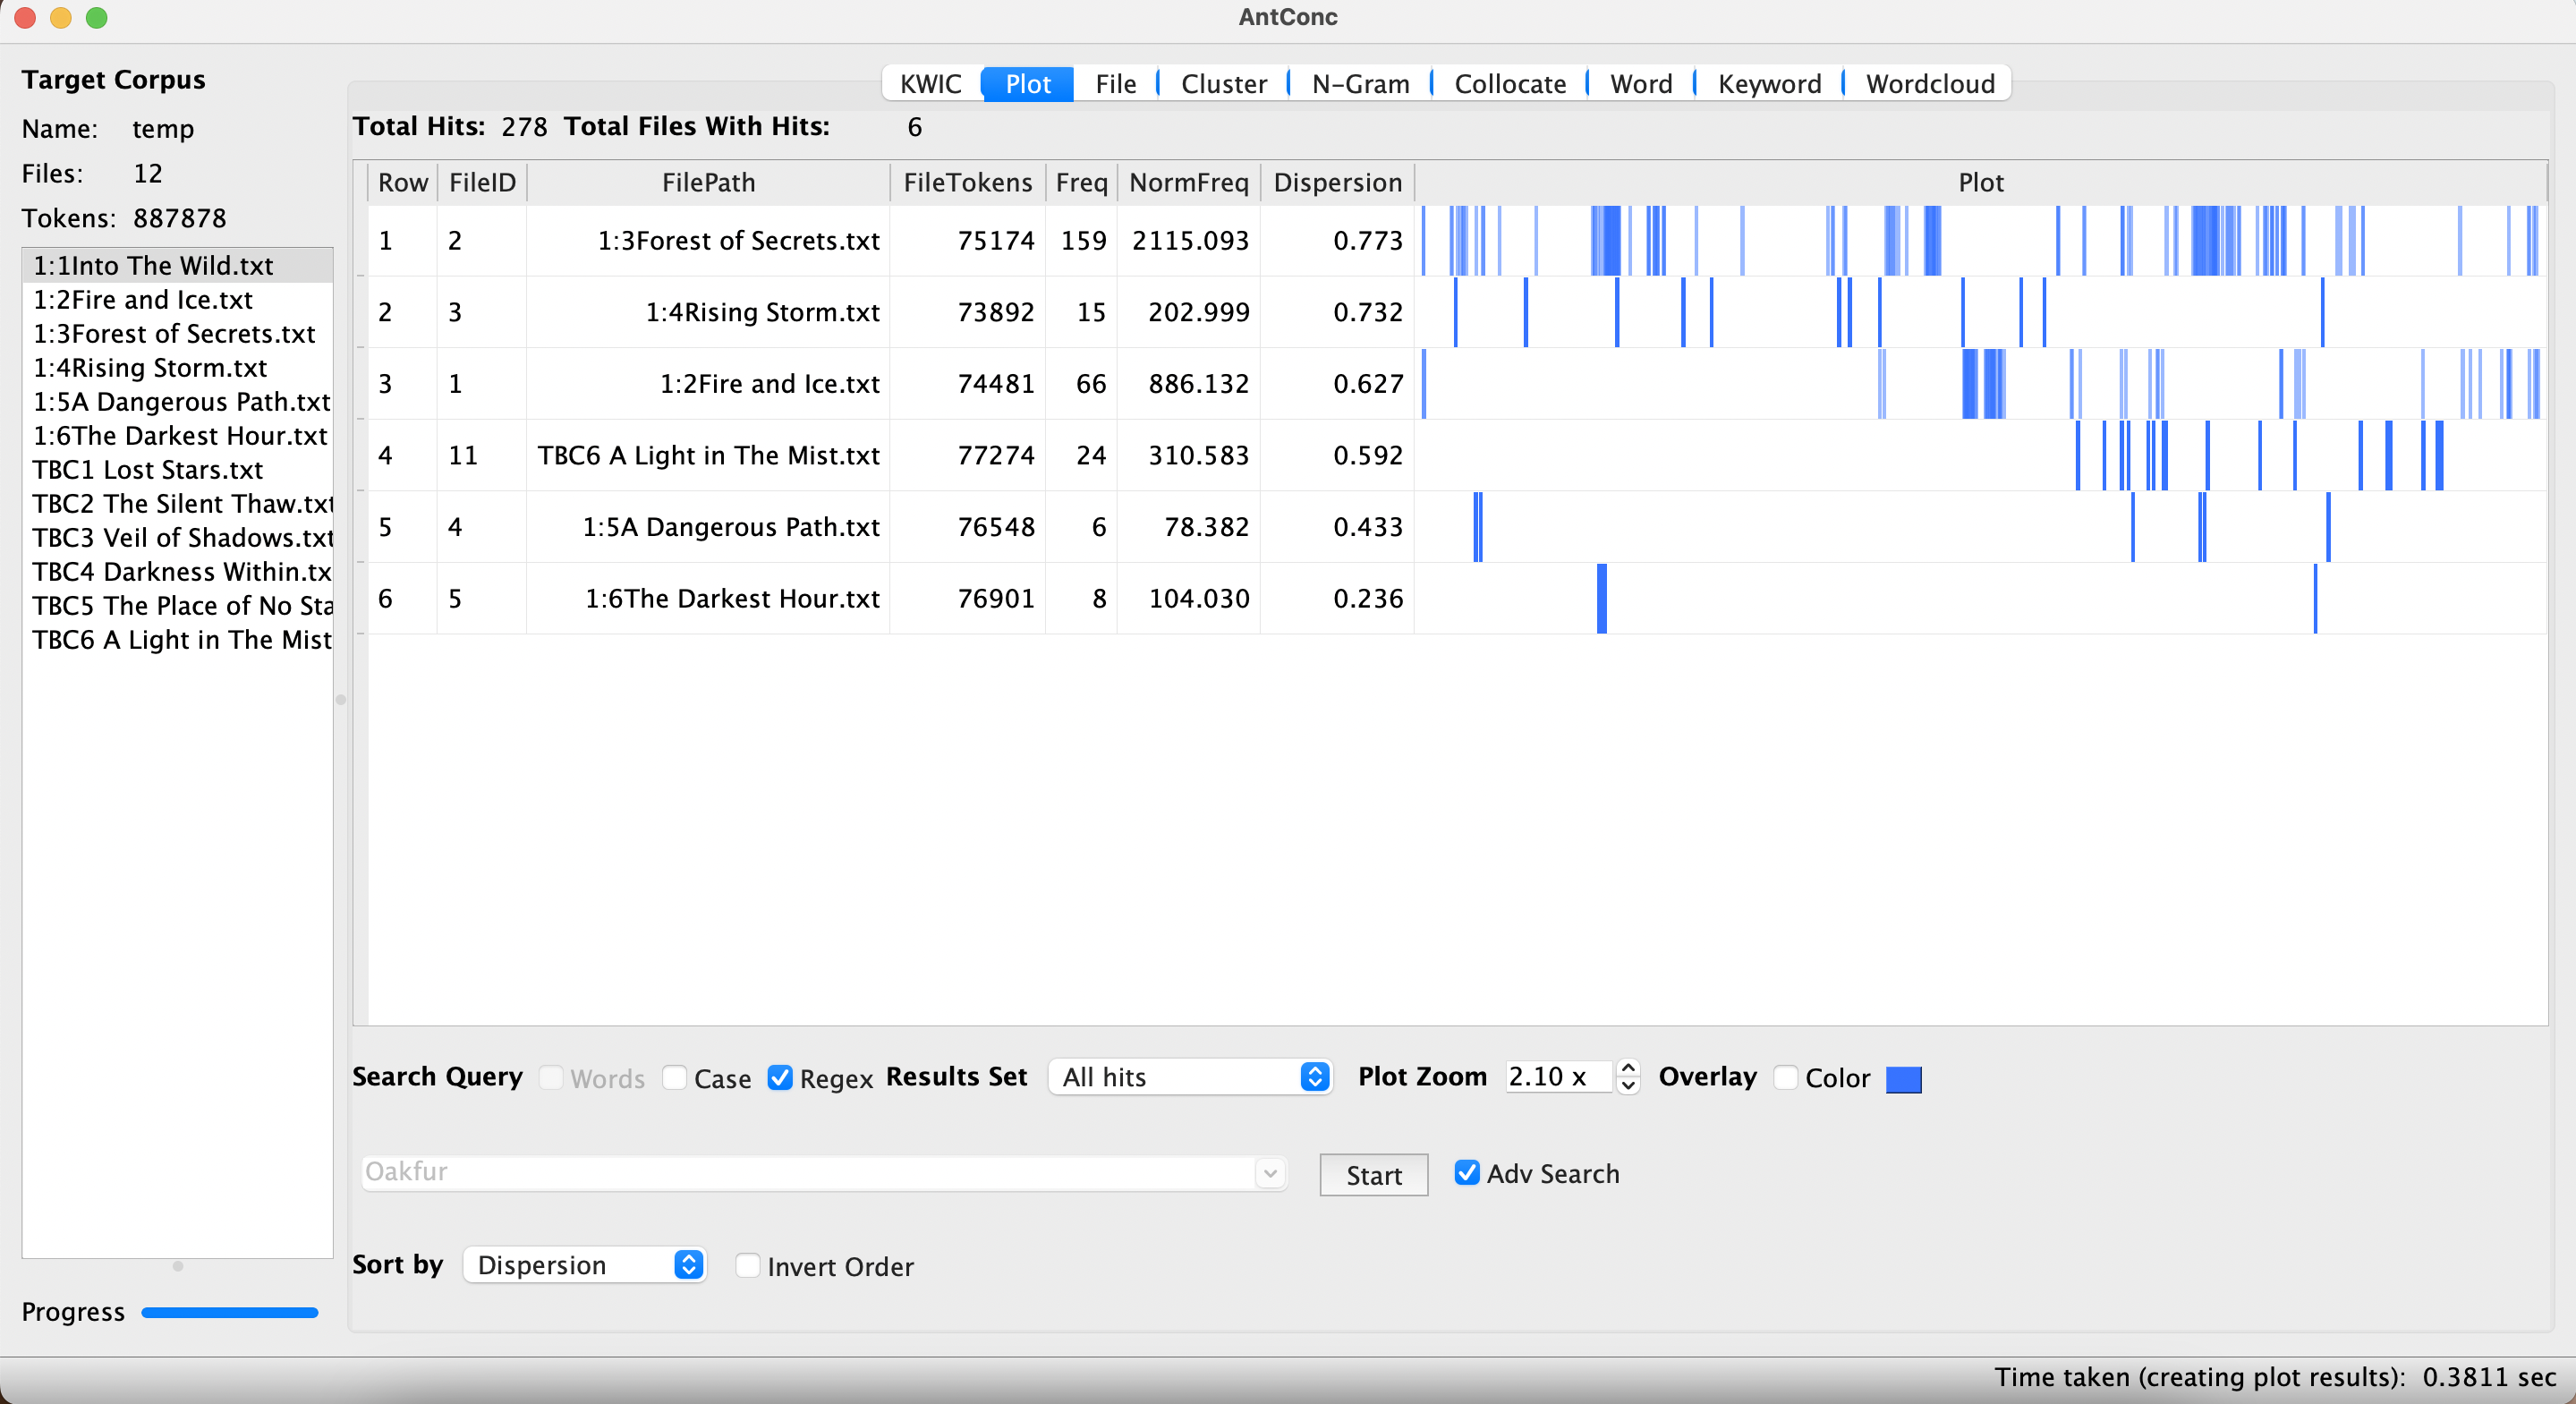 AntConc
Target Corpus
Name: temp
Files: 12
Tokens: 887878
1:1Into The Wild.txt
1:2Fire and Ice.txt
1:3Forest of Secrets.txt
1:4Rising Storm.txt
1:5A Dangerous Path.txt
1:6The Darkest Hour.txt
TBC1 Lost Stars.txt
TBC2 The Silent Thaw.txt
TBC3 Veil of Shadows.txt
TBC4 Darkness Within.tx
TBC5 The Place of No Sta
TBC6 A Light in The Mist
Progress
KWIC Plot File Cluster N-Gram Collocate Word Keyword Wordcloud
Total Hits: 278 Total Files With Hits: 6
Row FileID FilePath FileTokens Freq NormFreq Dispersion Plot
1 2 1:3Forest of Secrets.txt 75174 159 2115.093 0.773
2 3 1:4Rising Storm.txt 73892 15 202.999 0.732
3 1 1:2Fire and Ice.txt 74481 66 886.132 0.627
4 11 TBC6 A Light in The Mist.txt 77274 24 310.583 0.592
5 4 1:5A Dangerous Path.txt 76548 6 78.382 0.433
6 5 1:6The Darkest Hour.txt 76901 8 104.030 0.236
Search Query Words Case Regex Results Set All hits Plot Zoom 2.10 x Overlay Color
Oakfur Start Adv Search
Sort by Dispersion Invert Order
Time taken (creating plot results): 0.3811 sec